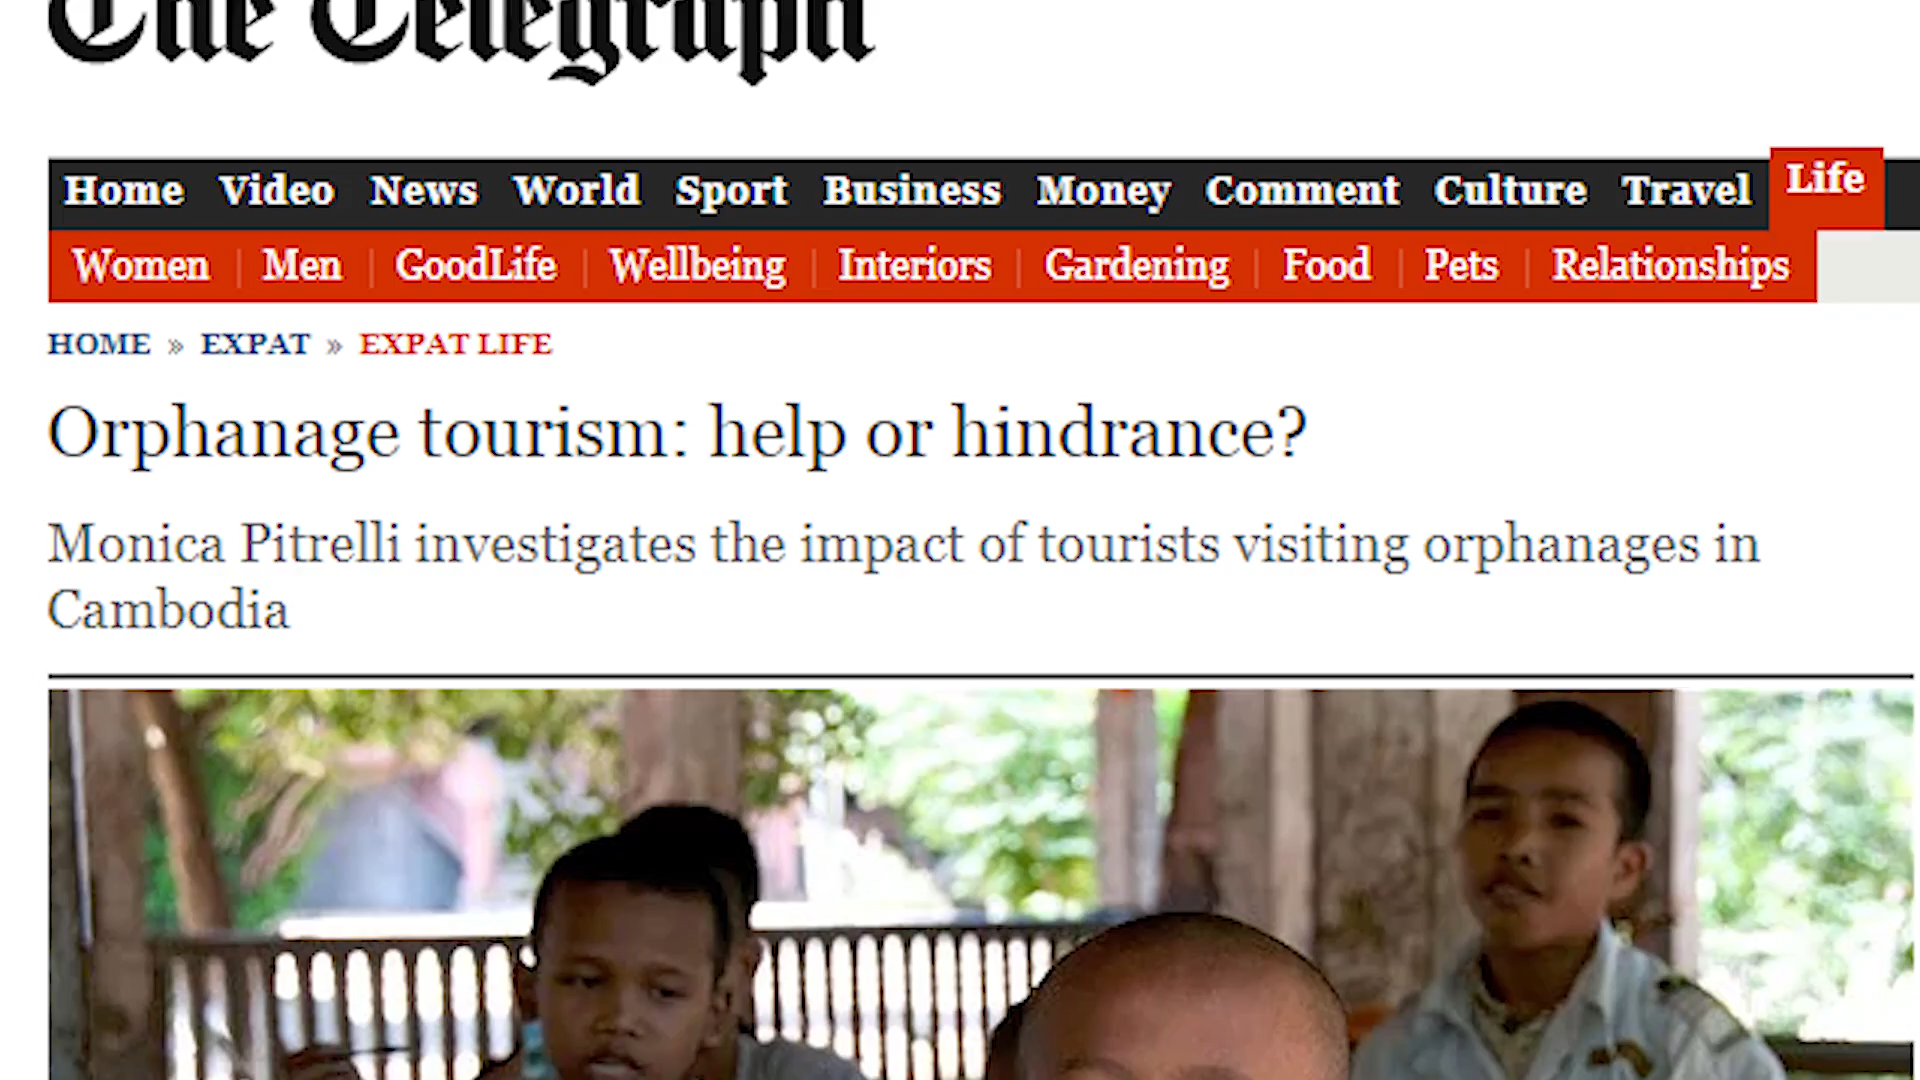 The Telegraph
Home Video News World Sport Business Money Comment Culture Travel Life
Women Men GoodLife Wellbeing Interiors Gardening Food Pets Relationships
HOME » EXPAT » EXPAT LIFE
Orphanage tourism: help or hindrance?
Monica Pitrelli investigates the impact of tourists visiting orphanages in
Cambodia